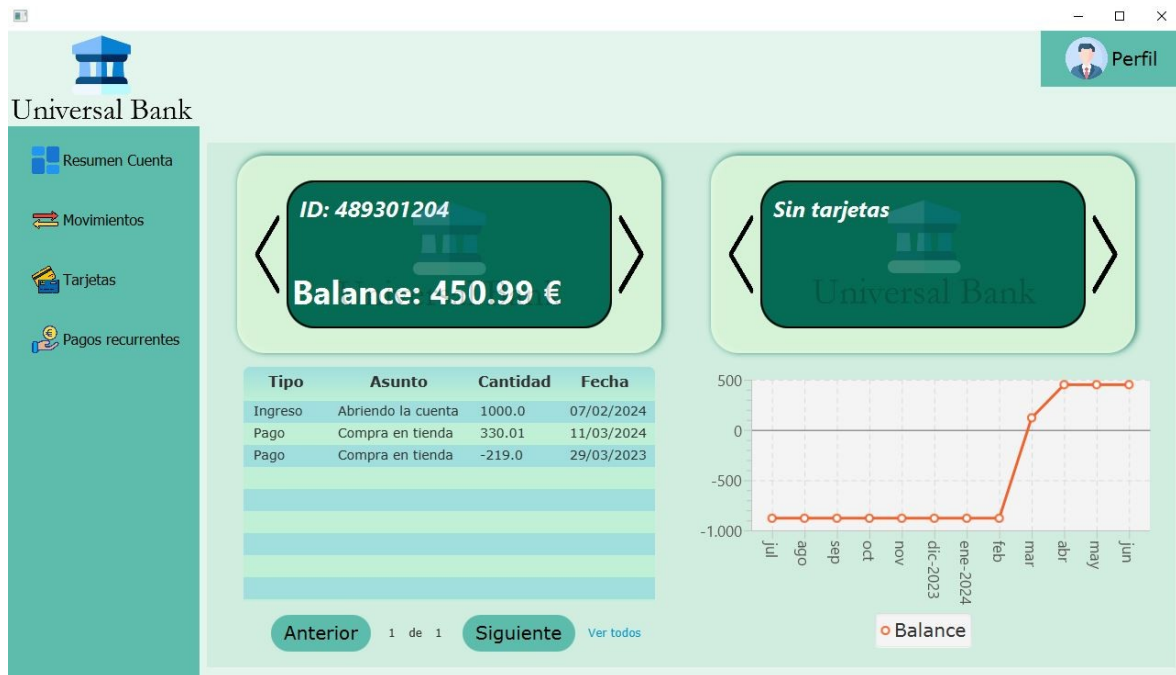 Perfil
Universal Bank
Resumen Cuenta
Movimientos
Tarjetas
Pagos recurrentes
ID: 489301204
Balance: 450.99 €
Sin tarjetas
Universal Bank
Tipo Asunto Cantidad Fecha
Ingreso Abriendo la cuenta 1000.0 07/02/2024
Pago Compra en tienda 330.01 11/03/2024
Pago Compra en tienda -219.0 29/03/2023
Anterior 1 de 1 Siguiente Ver todos
500
0
-500
-1.000
jul ago sep oct nov dic-2023 ene-2024 feb mar abr may jun
Balance